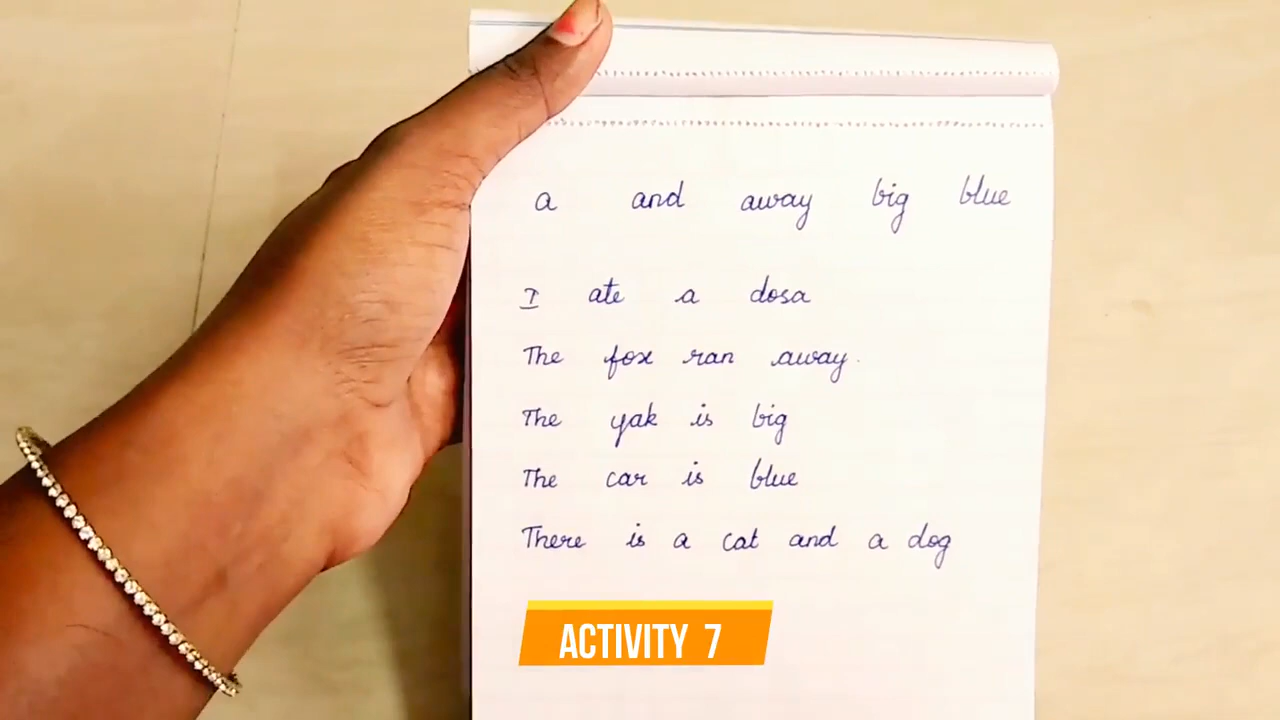 a and away big blue
I ate a dosa
The fox ran away.
The yak is big
The car is blue
There is a cat and a dog
ACTIVITY 7